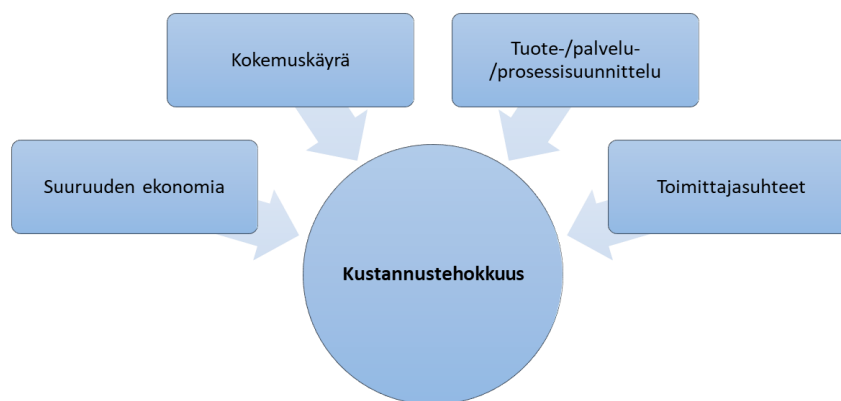 Kokemuskäyrä
Tuote-/palvelu-
/prosessisuunnittelu
Suuruuden ekonomia
Toimittajasuhteet
Kustannustehokkuus